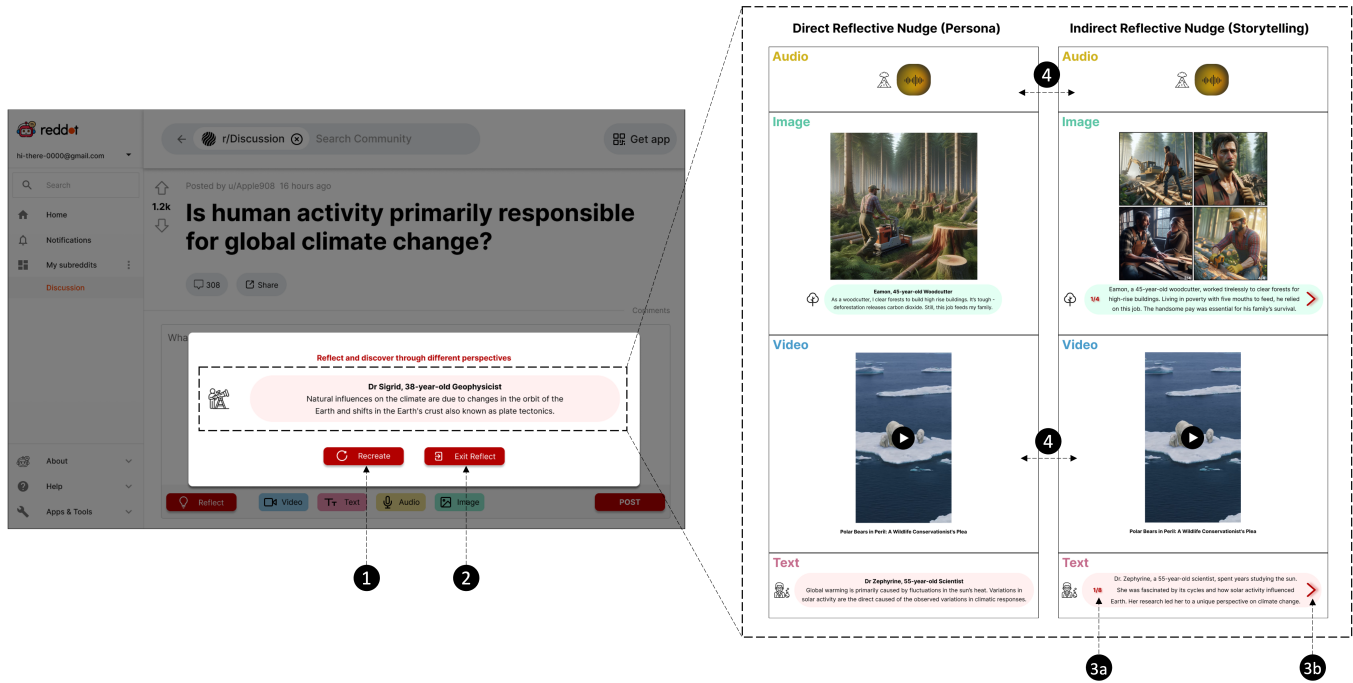 reddot
hi-there-0000@gmail.com
Search
Home
Notifications
My subreddits
Discussion
About
Help
Apps & Tools
r/Discussion
Search Community
Get app
Posted by u/Apple908 16 hours ago
1.2k
Is human activity primarily responsible
for global climate change?
308
Share
Comments
Wha
Reflect and discover through different perspectives
Dr Sigrid, 38-year-old Geophysicist
Natural influences on the climate are due to changes in the orbit of the
Earth and shifts in the Earth's crust also known as plate tectonics.
Recreate
Exit Reflect
Reflect
Video
Text
Audio
Image
POST
1
2
Direct Reflective Nudge (Persona)
Audio
Image
Eamon, 45-year-old Woodcutter
As a woodcutter, I clear forests to build high rise buildings. It's tough -
deforestation releases carbon dioxide. Still, this job feeds my family.
Video
Polar Bears in Peril: A Wildlife Conservationist's Plea
Text
Dr Zephyrine, 55-year-old Scientist
Global warming is primarily caused by fluctuations in the sun's heat. Variations in
solar activity are the direct caused of the observed variations in climatic responses.
4
4
Indirect Reflective Nudge (Storytelling)
Audio
Image
1/4
2/4
3/4
4/4
1/4
Eamon, a 45-year-old woodcutter, worked tirelessly to clear forests for
high-rise buildings. Living in poverty with five mouths to feed, he relied
on this job. The handsome pay was essential for his family's survival.
Video
Polar Bears in Peril: A Wildlife Conservationist's Plea
Text
1/8
Dr. Zephyrine, a 55-year-old scientist, spent years studying the sun.
She was fascinated by its cycles and how solar activity influenced
Earth. Her research led her to a unique perspective on climate change.
3a
3b